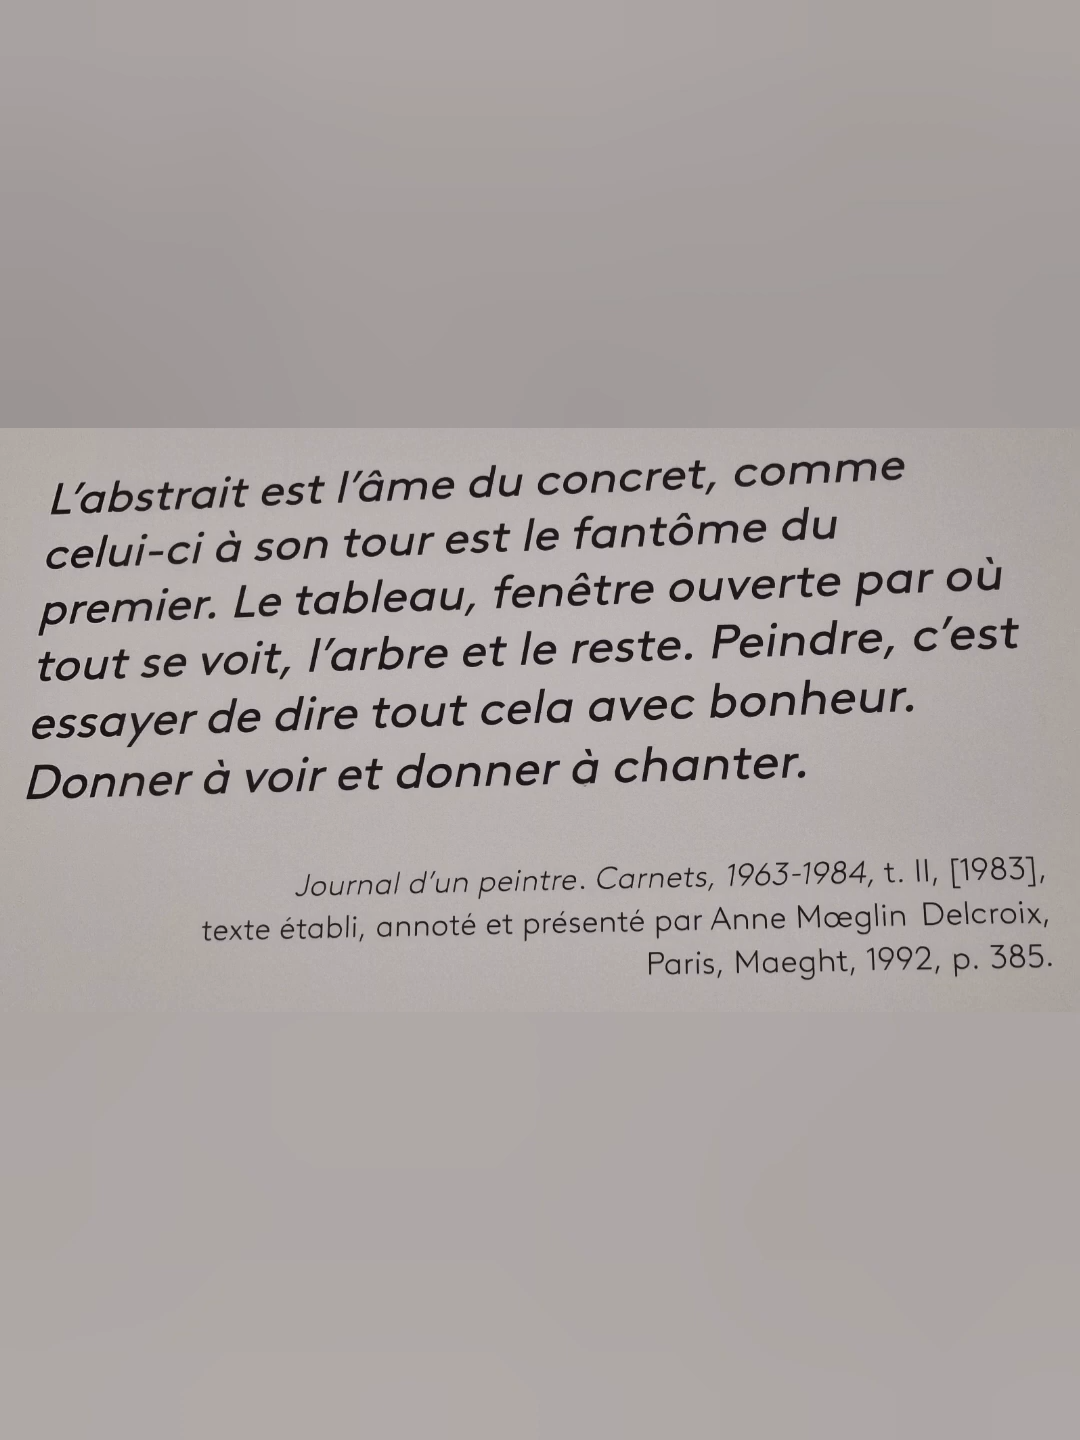 L'abstrait est l'âme du concret, comme
celui-ci à son tour est le fantôme du
premier. Le tableau, fenêtre ouverte par où
tout se voit, l'arbre et le reste. Peindre, c'est
essayer de dire tout cela avec bonheur.
Donner à voir et donner à chanter.
Journal d'un peintre. Carnets, 1963-1984, t. II, [1983],
texte établi, annoté et présenté par Anne Mœglin Delcroix,
Paris, Maeght, 1992, p. 385.